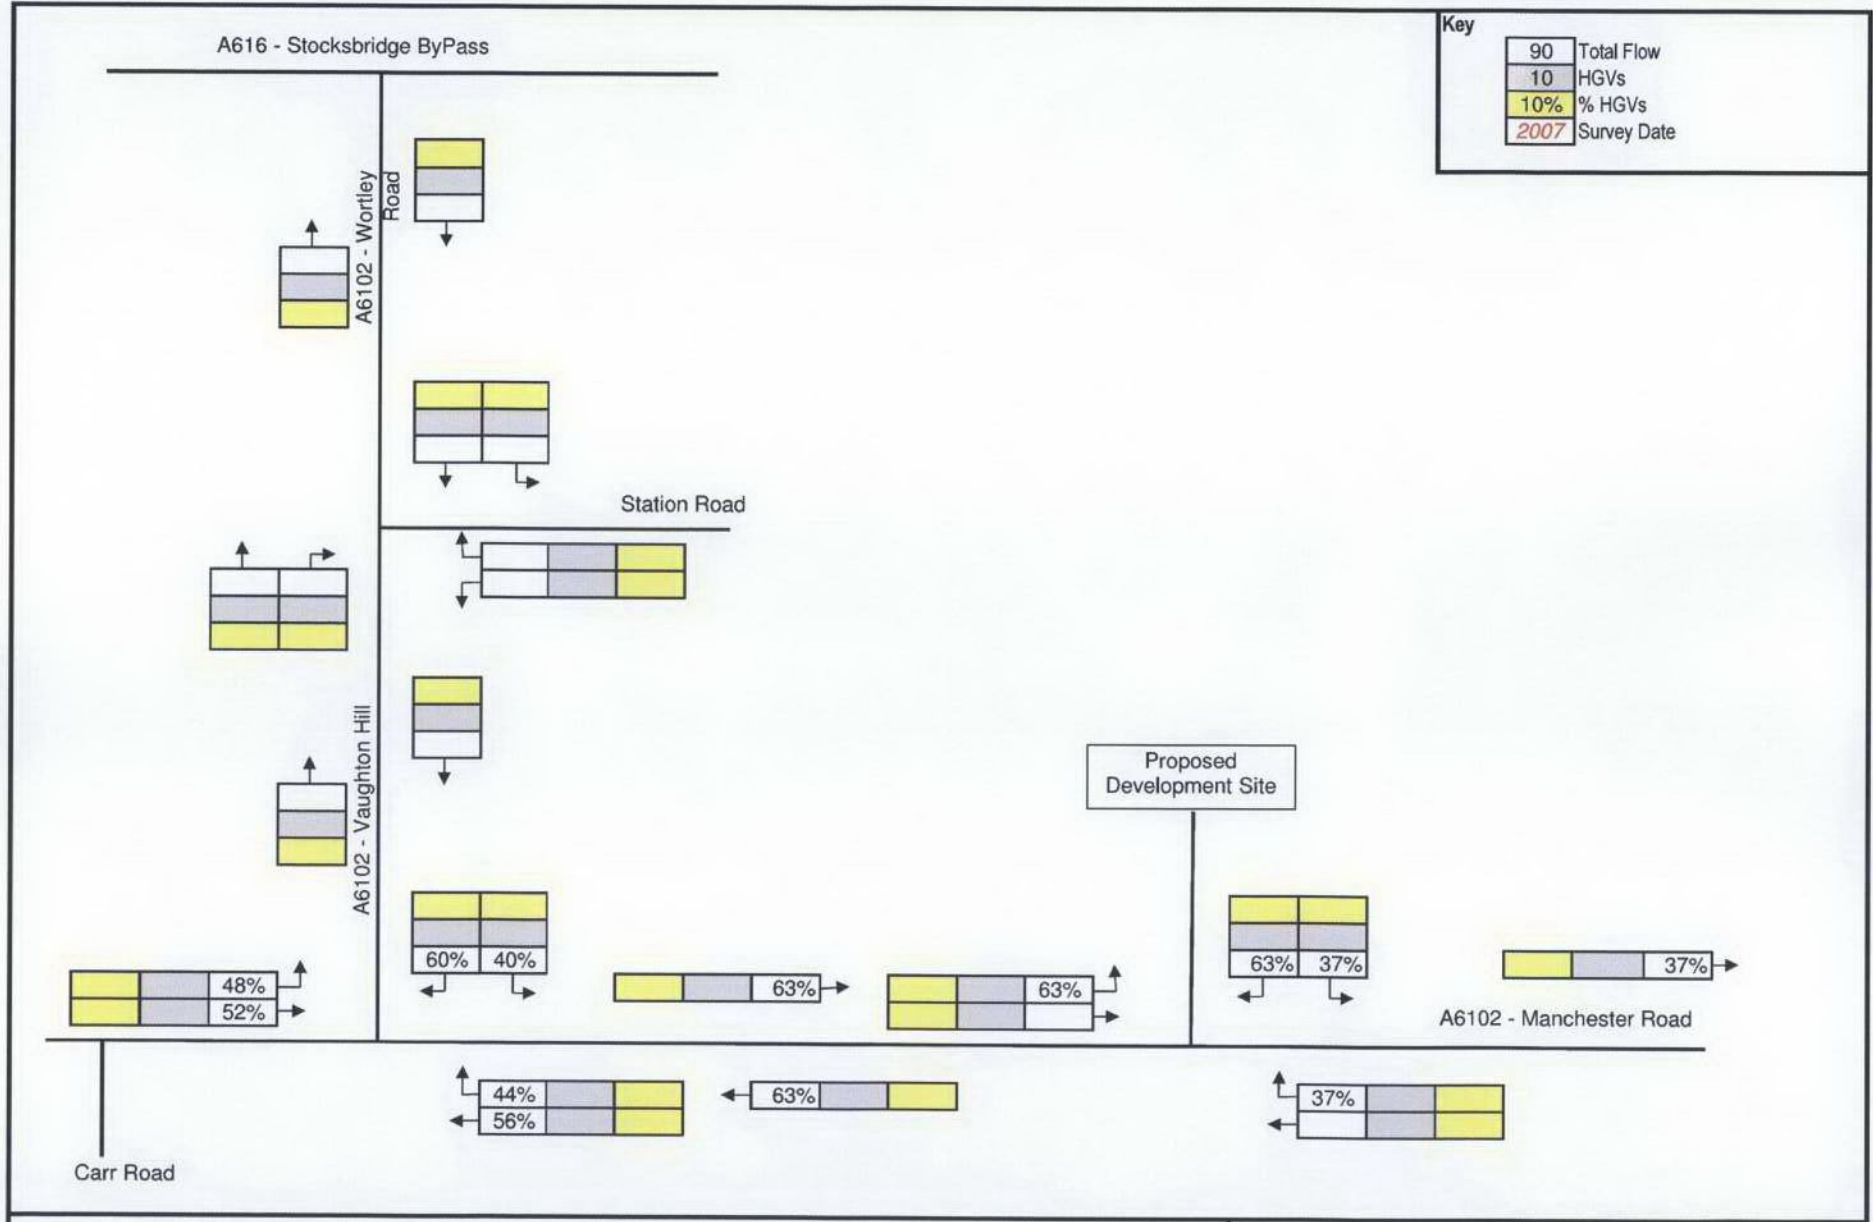 A616 - Stocksbridge ByPass
Key
90 Total Flow
10 HGVs
10% % HGVs
2007 Survey Date
A6102 - Wortley
Road
Station Road
A6102 - Vaughton Hill
Proposed
Development Site
60% 40%
63% 37%
48%
52%
63%
63%
37%
A6102 - Manchester Road
44%
56%
63%
37%
Carr Road